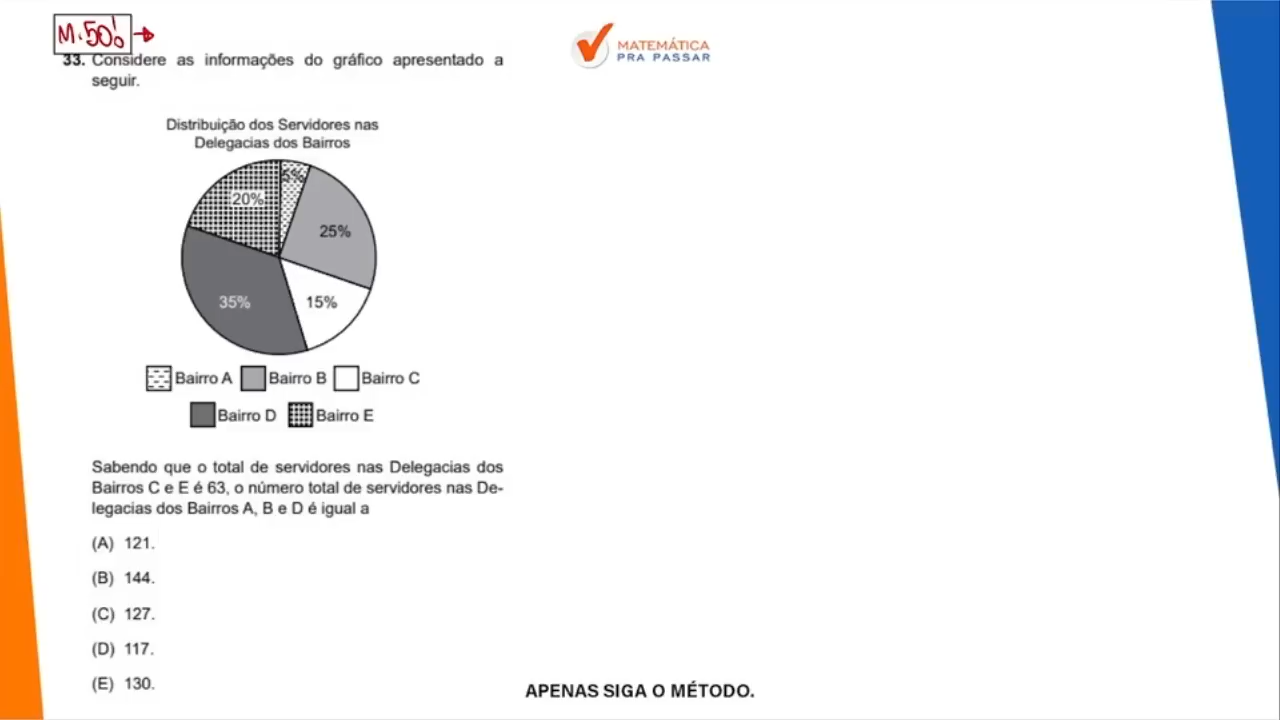 M.50%
MATEMÁTICA
PRA PASSAR
33. Considere as informações do gráfico apresentado a
seguir.
Distribuição dos Servidores nas
Delegacias dos Bairros
5%
20%
25%
35%
15%
Bairro A Bairro B Bairro C
Bairro D Bairro E
Sabendo que o total de servidores nas Delegacias dos
Bairros C e E é 63, o número total de servidores nas De-
legacias dos Bairros A, B e D é igual a
(A) 121.
(B) 144.
(C) 127.
(D) 117.
(E) 130.
APENAS SIGA O MÉTODO.